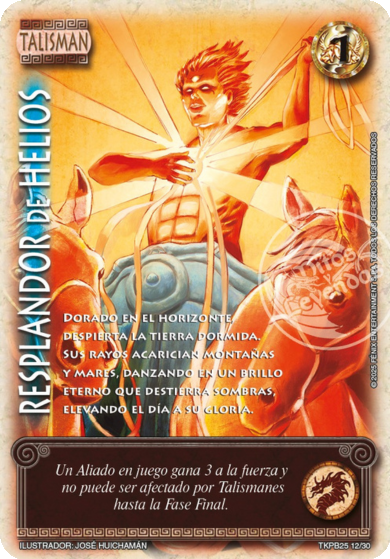 TALISMAN
1
RESPLANDOR DE HELIOS
DORADO EN EL HORIZONTE
DESPIERTA LA TIERRA DORMIDA.
SUS RAYOS ACARICIAN MONTAÑAS
Y MARES, DANZANDO EN UN BRILLO
ETERNO QUE DESTIERRA SOMBRAS,
ELEVANDO EL DÍA A SU GLORIA.
Un Aliado en juego gana 3 a la fuerza y
no puede ser afectado por Talismanes
hasta la Fase Final.
ILUSTRADOR: JOSÉ HUICHAMÁN
TKPB25 12/30